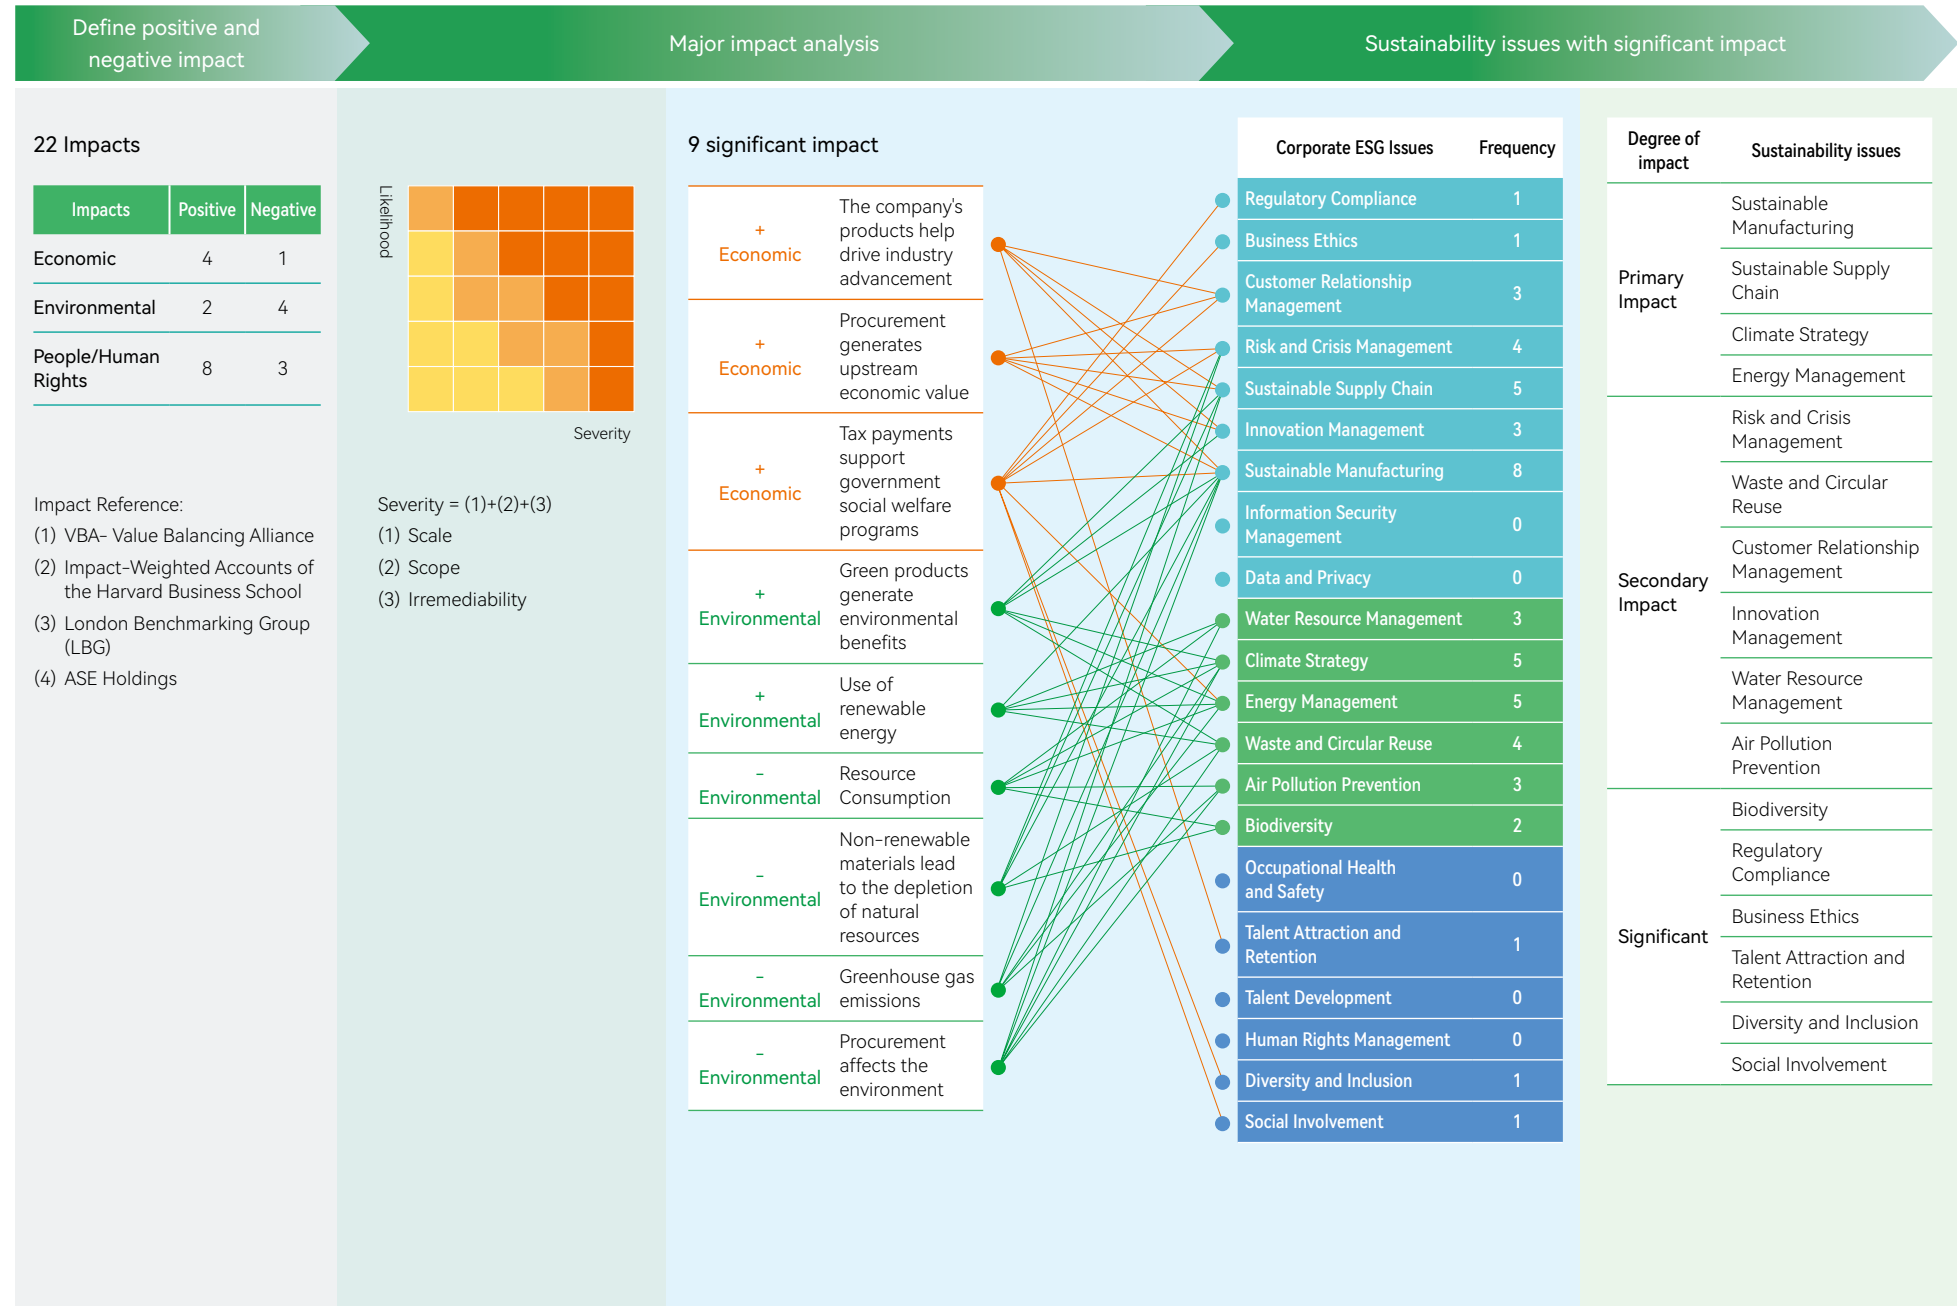 Define positive and
negative impact
Major impact analysis
Sustainability issues with significant impact
22 Impacts
Impacts Positive Negative
Economic 4 1
Environmental 2 4
People/Human
Rights 8 3
Impact Reference:
(1) VBA- Value Balancing Alliance
(2) Impact-Weighted Accounts of
the Harvard Business School
(3) London Benchmarking Group
(LBG)
(4) ASE Holdings
Likelihood
Severity
Severity = (1)+(2)+(3)
(1) Scale
(2) Scope
(3) Irremediability
9 significant impact
+
Economic
The company's
products help
drive industry
advancement
+
Economic
Procurement
generates
upstream
economic value
+
Economic
Tax payments
support
government
social welfare
programs
+
Environmental
Green products
generate
environmental
benefits
+
Environmental
Use of
renewable
energy
-
Environmental
Resource
Consumption
-
Environmental
Non-renewable
materials lead
to the depletion
of natural
resources
-
Environmental
Greenhouse gas
emissions
-
Environmental
Procurement
affects the
environment
Corporate ESG Issues Frequency
Regulatory Compliance 1
Business Ethics 1
Customer Relationship
Management 3
Risk and Crisis Management 4
Sustainable Supply Chain 5
Innovation Management 3
Sustainable Manufacturing 8
Information Security
Management 0
Data and Privacy 0
Water Resource Management 3
Climate Strategy 5
Energy Management 5
Waste and Circular Reuse 4
Air Pollution Prevention 3
Biodiversity 2
Occupational Health
and Safety 0
Talent Attraction and
Retention 1
Talent Development 0
Human Rights Management 0
Diversity and Inclusion 1
Social Involvement 1
Degree of
impact
Sustainability issues
Primary
Impact
Sustainable
Manufacturing
Sustainable Supply
Chain
Climate Strategy
Energy Management
Secondary
Impact
Risk and Crisis
Management
Waste and Circular
Reuse
Customer Relationship
Management
Innovation
Management
Water Resource
Management
Air Pollution
Prevention
Significant
Biodiversity
Regulatory
Compliance
Business Ethics
Talent Attraction and
Retention
Diversity and Inclusion
Social Involvement